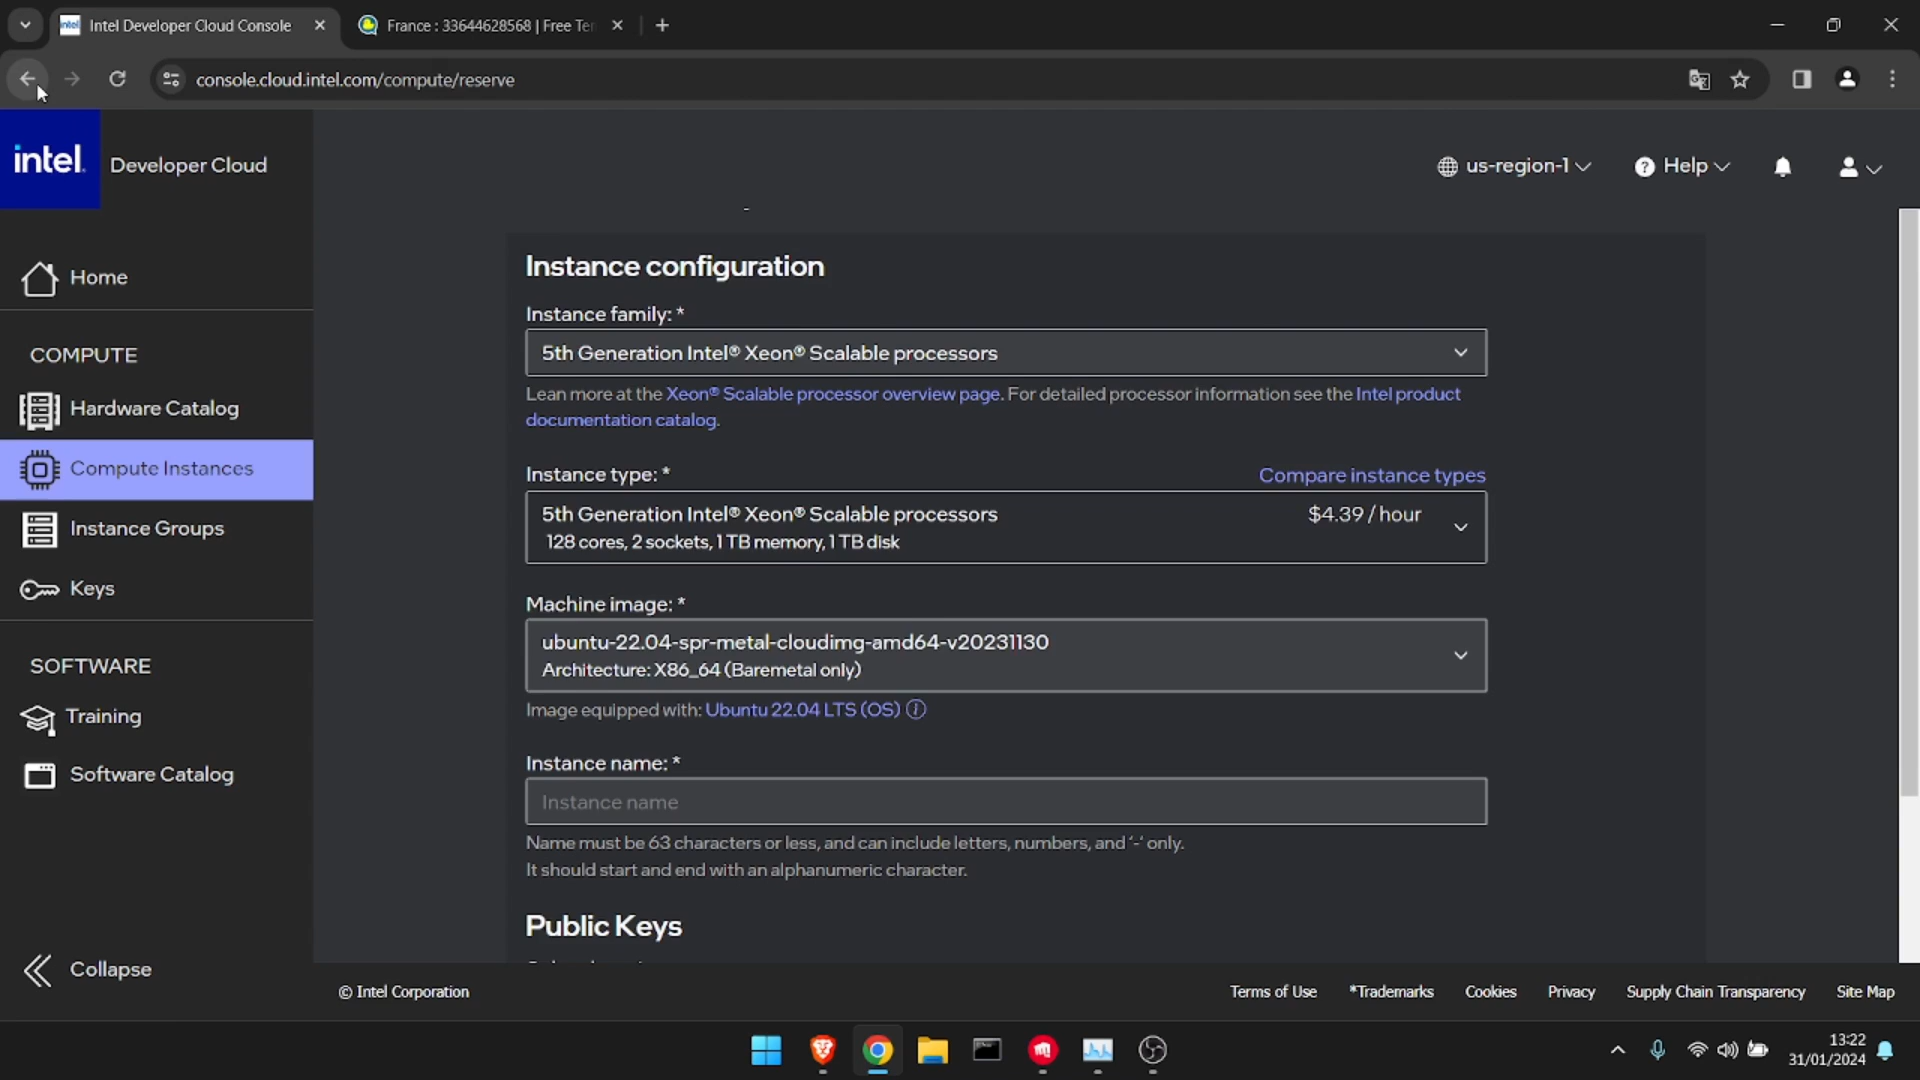 Intel Developer Cloud Console
France : 33644628568 | Free Te
console.cloud.intel.com/compute/reserve
intel.
Developer Cloud
us-region-1
Help
Home
COMPUTE
Hardware Catalog
Compute Instances
Instance Groups
Keys
SOFTWARE
Training
Software Catalog
Collapse
Instance configuration
Instance family: *
5th Generation Intel® Xeon® Scalable processors
Lean more at the Xeon® Scalable processor overview page. For detailed processor information see the Intel product
documentation catalog.
Instance type: *
Compare instance types
5th Generation Intel® Xeon® Scalable processors
$4.39 / hour
128 cores, 2 sockets, 1 TB memory, 1 TB disk
Machine image: *
ubuntu-22.04-spr-metal-cloudimg-amd64-v20231130
Architecture: X86_64 (Baremetal only)
Image equipped with: Ubuntu 22.04 LTS (OS)
Instance name: *
Instance name
Name must be 63 characters or less, and can include letters, numbers, and '-' only.
It should start and end with an alphanumeric character.
Public Keys
© Intel Corporation
Terms of Use
*Trademarks
Cookies
Privacy
Supply Chain Transparency
Site Map
13:22
31/01/2024